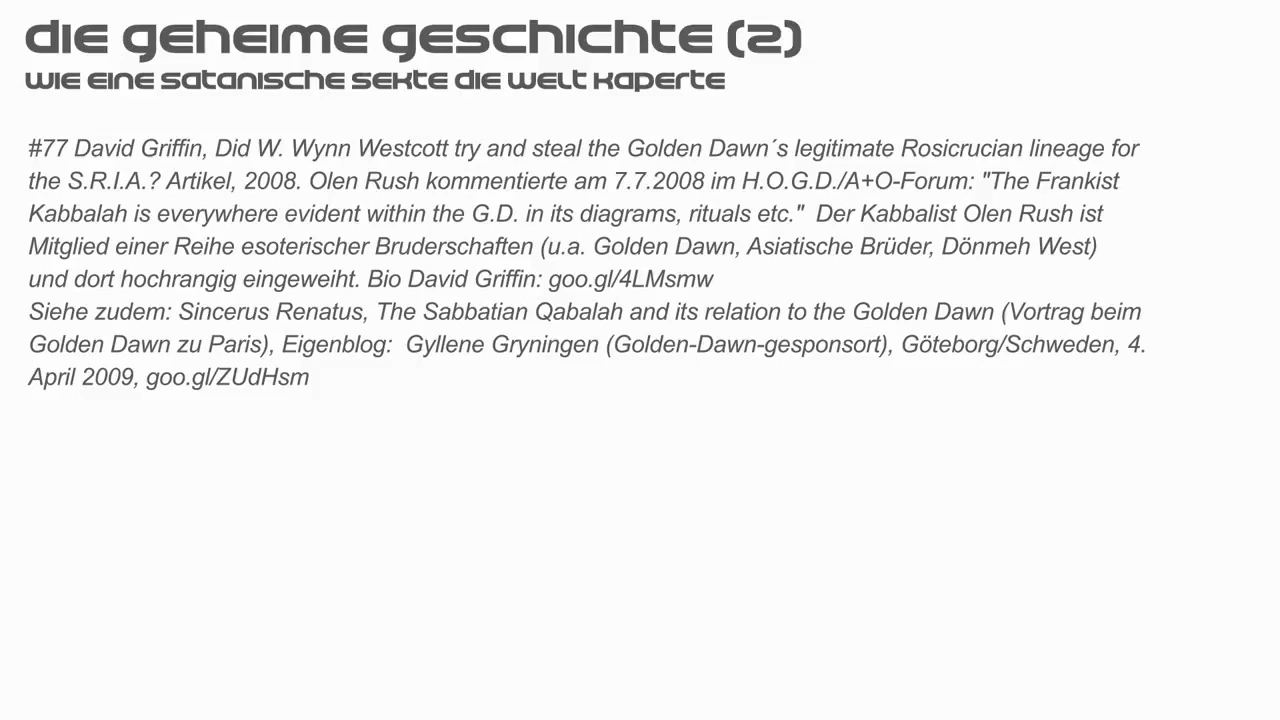 die geheime geschichte (2)
wie eine satanische sekte die welt kaperte
#77 David Griffin, Did W. Wynn Westcott try and steal the Golden Dawn´s legitimate Rosicrucian lineage for
the S.R.I.A.? Artikel, 2008. Olen Rush kommentierte am 7.7.2008 im H.O.G.D./A+O-Forum: "The Frankist
Kabbalah is everywhere evident within the G.D. in its diagrams, rituals etc."  Der Kabbalist Olen Rush ist
Mitglied einer Reihe esoterischer Bruderschaften (u.a. Golden Dawn, Asiatische Brüder, Dönmeh West)
und dort hochrangig eingeweiht. Bio David Griffin: goo.gl/4LMsmw
Siehe zudem: Sincerus Renatus, The Sabbatian Qabalah and its relation to the Golden Dawn (Vortrag beim
Golden Dawn zu Paris), Eigenblog:  Gyllene Gryningen (Golden-Dawn-gesponsort), Göteborg/Schweden, 4.
April 2009, goo.gl/ZUdHsm